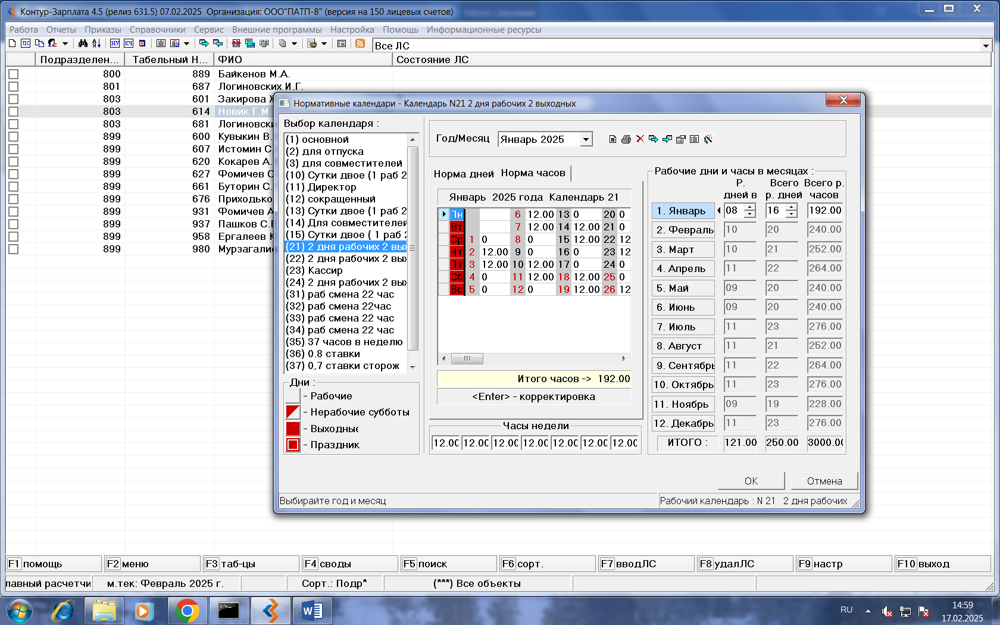 Контур-Зарплата 4.5 (релиз 631.5) 07.02.2025 Организация: ООО"ПАТП-8" (версия на 150 лицевых счетов)
Работа Отчеты Приказы Справочники Сервис Внешние программы Настройка Помощь Информационные ресурсы
Все ЛС
Подразделен... Табельный Н... ФИО Состояние ЛС
800 889 Байкенов М.А.
801 687 Логиновских И.Г.
803 601 Закирова
803 614 Новик Г.М.
803 681 Логиновски
899 600 Кувыкин В.
899 607 Истомин С.
899 620 Кокарев А.
899 627 Фомичев С
899 661 Буторин С.
899 676 Приходько
899 931 Фомичев А
899 937 Пашков С.
899 958 Ергалеев
899 980 Мурзагали
Нормативные календари - Календарь N21 2 дня рабочих 2 выходных
Выбор календаря :
(1) основной
(2) для отпуска
(3) для совместителей
(10) Сутки двое (1 раб 2
(11) Директор
(12) сокращенный
(13) Сутки двое (1 раб 2
(14) Для совместителей
(15) Сутки двое ( 1 раб 2
(21) 2 дня рабочих 2 вых
(22) 2 дня рабочих 2 вых
(23) Кассир
(24) 2 дня рабочих 2 вых
(31) раб смена 22 час
(32) раб смена 22час
(33) раб смена 22 час
(34) раб смена 22 час
(35) 37 часов в неделю
(36) 0.8 ставки
(37) 0,7 ставки сторож
Дни :
- Рабочие
- Нерабочие субботы
- Выходные
- Праздник
Год/Месяц Январь 2025
Норма дней Норма часов
Январь 2025 года Календарь 21
Пн 6 12.00 13 0 20 0
Вт 7 12.00 14 12.00 21 0
Ср 1 0 8 0 15 12.00 22 12
Чт 2 12.00 9 0 16 0 23 12
Пт 3 12.00 10 12.00 17 0 24 0
Сб 4 0 11 12.00 18 12.00 25 0
Вс 5 0 12 0 19 12.00 26 12
Итого часов -> 192.00
<Enter> - корректировка
Часы недели
12.00 12.00 12.00 12.00 12.00 12.00 12.00
Рабочие дни и часы в месяцах :
Р. Всего Всего р.
дней в р. дней часов
1. Январь 08 16 192.00
2. Февраль 10 20 240.00
3. Март 10 21 252.00
4. Апрель 11 22 264.00
5. Май 09 20 240.00
6. Июнь 09 20 240.00
7. Июль 11 23 276.00
8. Август 11 21 252.00
9. Сентябрь 11 22 264.00
10. Октябрь 11 23 276.00
11. Ноябрь 09 19 228.00
12. Декабрь 11 23 276.00
ИТОГО : 121.00 250.00 3000.00
OK Отмена
Выбирайте год и месяц Рабочий календарь : N 21 2 дня рабочих
F1 помощь F2 меню F3 таб-цы F4 своды F5 поиск F6 сорт. F7 вводЛС F8 удалЛС F9 настр F10 выход
лавный расчетчи м.тек: Февраль 2025 г. Сорт.: Подр* (***) Все объекты
RU 14:59
17.02.2025